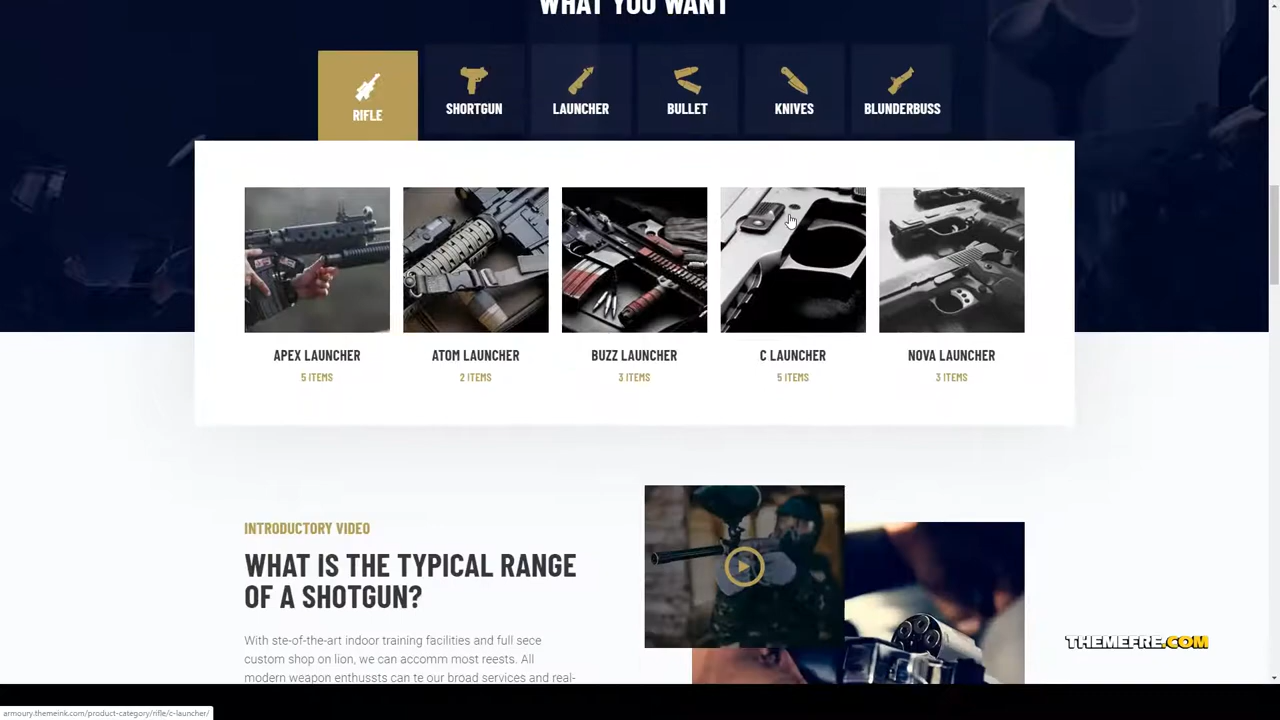 WHAT YOU WANT
RIFLE
SHORTGUN
LAUNCHER
BULLET
KNIVES
BLUNDERBUSS
APEX LAUNCHER
ATOM LAUNCHER
BUZZ LAUNCHER
C LAUNCHER
NOVA LAUNCHER
5 ITEMS
2 ITEMS
3 ITEMS
5 ITEMS
3 ITEMS
INTRODUCTORY VIDEO
WHAT IS THE TYPICAL RANGE
OF A SHOTGUN?
With ste-of-the-art indoor training facilities and full sece
custom shop on lion, we can accomm most reests. All
modern weapon enthussts can te our broad services and real-
THEMEFRE.COM
armoury.themeink.com/product-category/rifle/c-launcher/